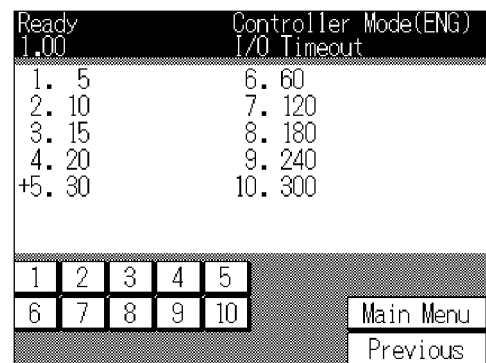 Ready Controller Mode(ENG)
1.00 I/O Timeout
1. 5 6. 60
2. 10 7. 120
3. 15 8. 180
4. 20 9. 240
+5. 30 10. 300
1 2 3 4 5
6 7 8 9 10
Main Menu
Previous